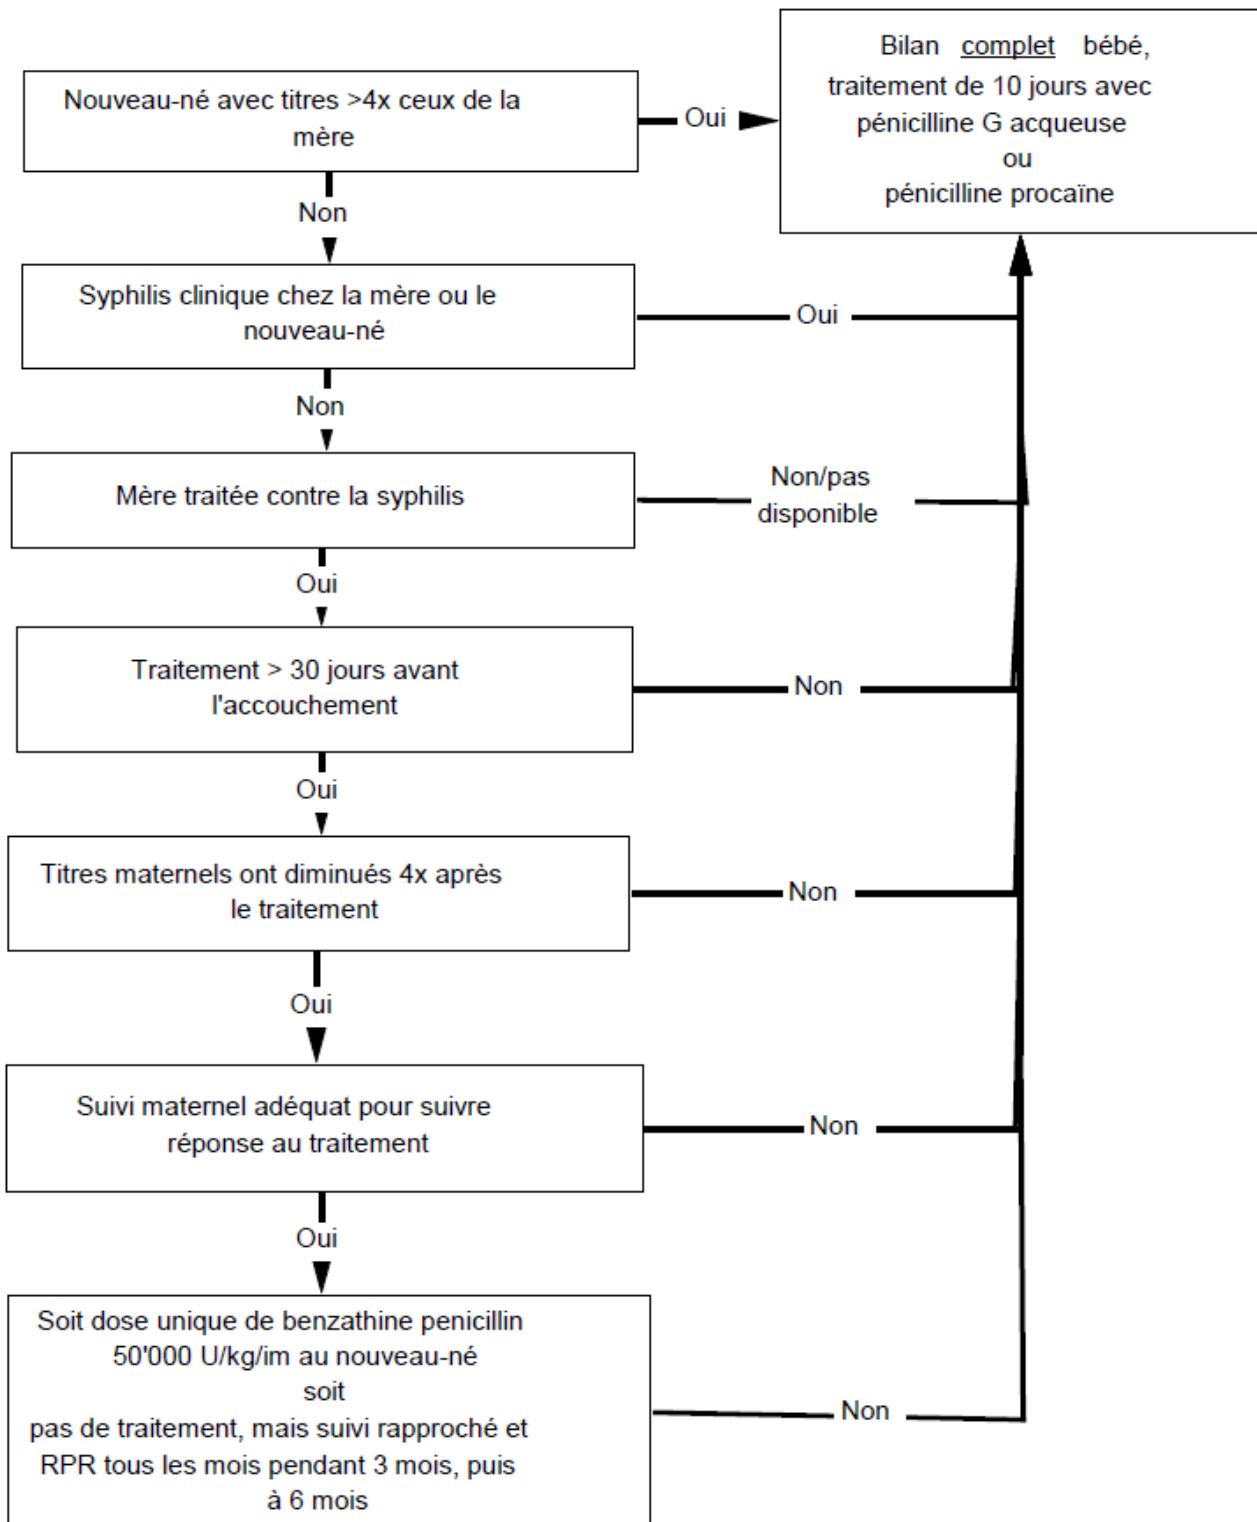 Nouveau-né avec titres >4x ceux de la
mère
Oui
Bilan complet bébé,
traitement de 10 jours avec
pénicilline G acqueuse
ou
pénicilline procaïne
Non
Syphilis clinique chez la mère ou le
nouveau-né
Oui
Non
Mère traitée contre la syphilis
Non/pas
disponible
Oui
Traitement > 30 jours avant
l'accouchement
Non
Oui
Titres maternels ont diminués 4x après
le traitement
Non
Oui
Suivi maternel adéquat pour suivre
réponse au traitement
Non
Oui
Soit dose unique de benzathine penicillin
50'000 U/kg/im au nouveau-né
soit
pas de traitement, mais suivi rapproché et
RPR tous les mois pendant 3 mois, puis
à 6 mois
Non